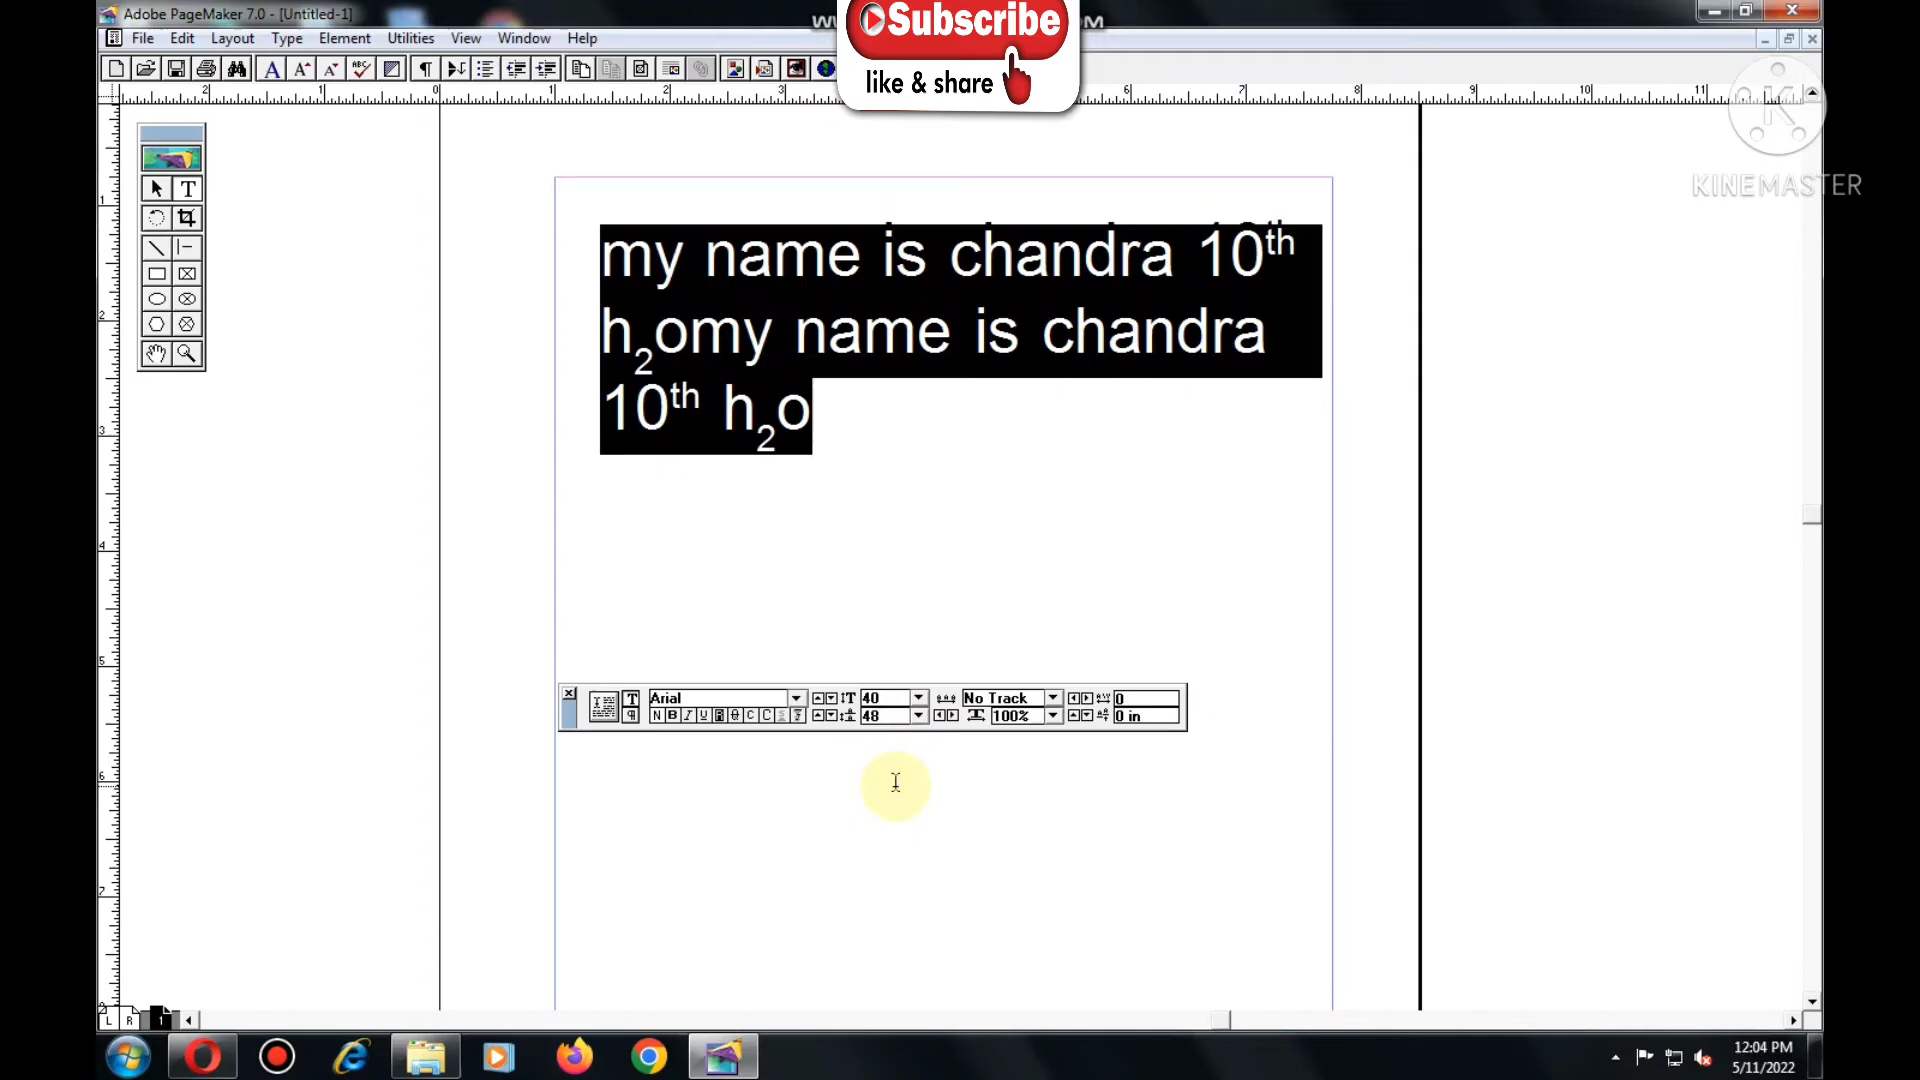 Adobe PageMaker 7.0 - [Untitled-1]
Subscribe
like & share
File Edit Layout Type Element Utilities View Window Help
KINEMASTER
my name is chandra 10th
h2omy name is chandra
10th h2o
Arial 40 No Track 0
48 100% 0 in
L R 1
12:04 PM
5/11/2022